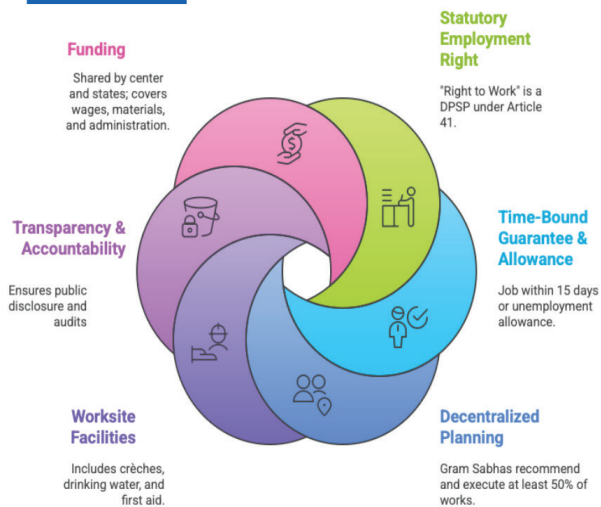 Funding
Shared by center
and states; covers
wages, materials,
and administration.
Statutory
Employment
Right
"Right to Work" is a
DPSP under Article
41.
Transparency &
Accountability
Ensures public
disclosure and
audits
Time-Bound
Guarantee &
Allowance
Job within 15 days
or unemployment
allowance.
Worksite
Facilities
Includes crèches,
drinking water, and
first aid.
Decentralized
Planning
Gram Sabhas recommend
and execute at least 50% of
works.